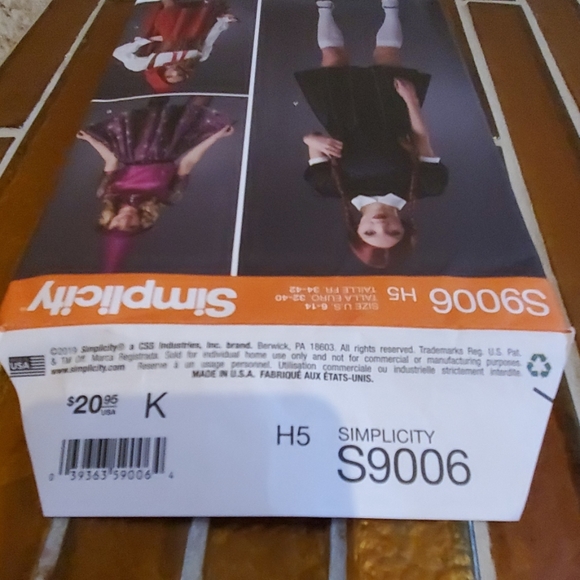 Simplicity
SIZE U.S. 6-14
TALLA EURO 32-40
TAILLE FR. 34-42
H5
S9006
©2019 Simplicity® a CSS Industries, Inc. brand. Berwick, PA 18603. All rights reserved. Trademarks Reg. U.S. Pat.
& TM Off. Marca Registrada. Sold for individual home use only and not for commercial or manufacturing purposes.
www.simplicity.com Reserve à un usage personnel. Utilisation commerciale ou industrielle strictement interdite.
MADE IN U.S.A. FABRIQUÉ AUX ÉTATS-UNIS.
USA
$20.95
USA
K
H5
SIMPLICITY
S9006
0 39363 59006 4